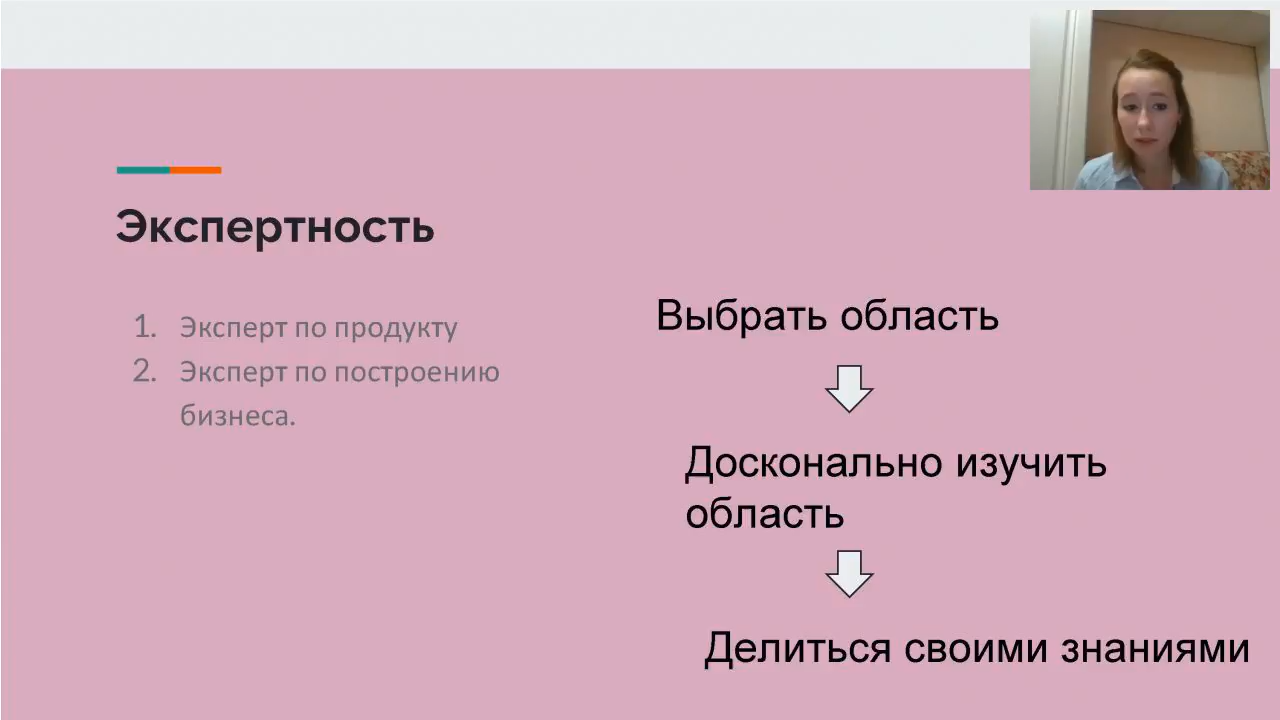 Экспертность
1. Эксперт по продукту
2. Эксперт по построению
бизнеса.
Выбрать область
Досконально изучить
область
Делиться своими знаниями